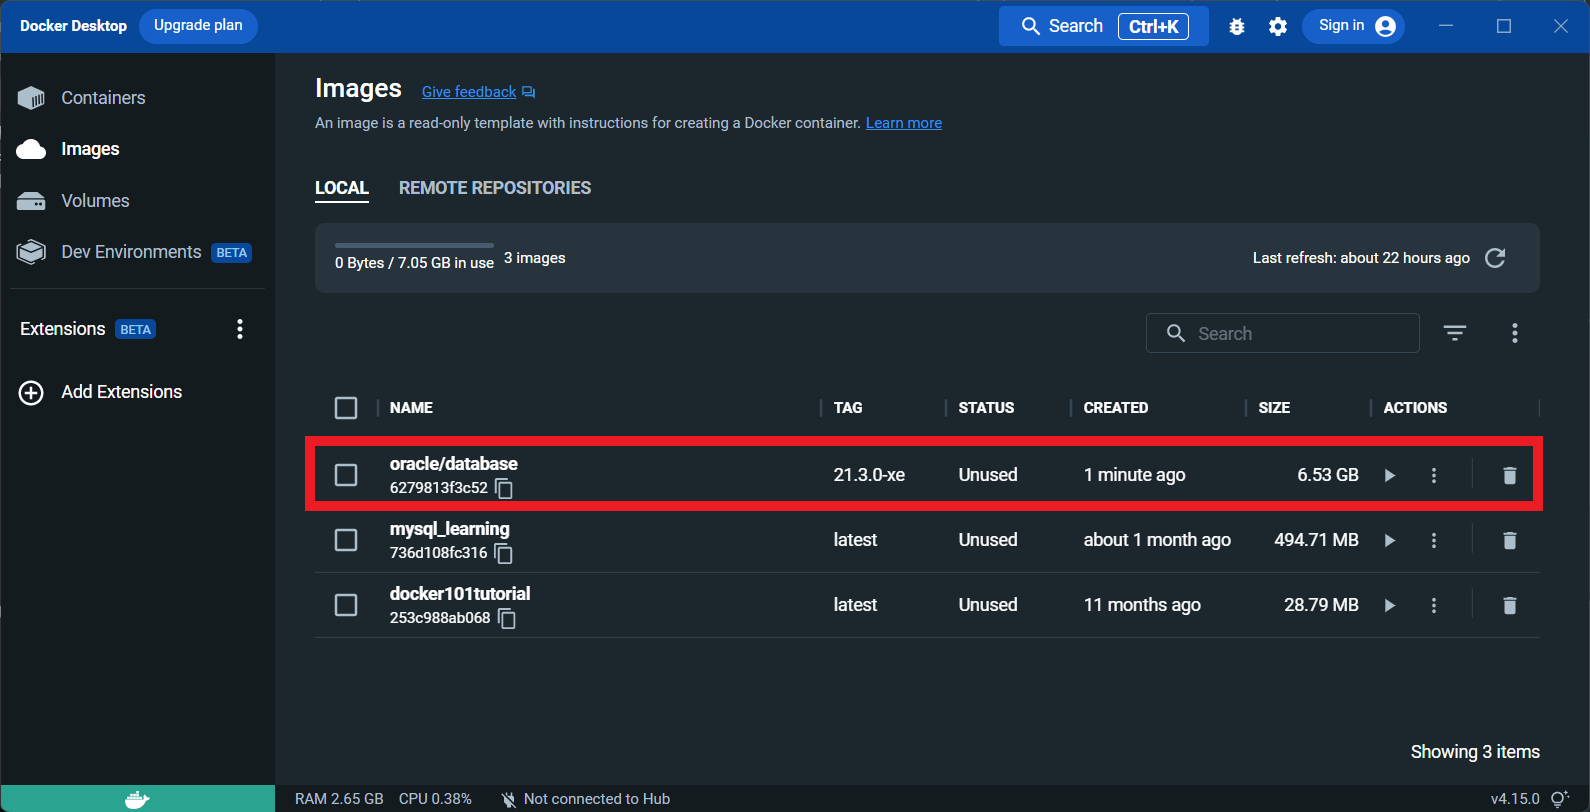 Docker Desktop Upgrade plan Search Ctrl+K Sign in
Containers
Images
Volumes
Dev Environments BETA
Extensions BETA
Add Extensions
Images Give feedback
An image is a read-only template with instructions for creating a Docker container. Learn more
LOCAL REMOTE REPOSITORIES
0 Bytes / 7.05 GB in use 3 images Last refresh: about 22 hours ago
Search
NAME TAG STATUS CREATED SIZE ACTIONS
oracle/database
6279813f3c52 21.3.0-xe Unused 1 minute ago 6.53 GB
mysql_learning
736d108fc316 latest Unused about 1 month ago 494.71 MB
docker101tutorial
253c988ab068 latest Unused 11 months ago 28.79 MB
Showing 3 items
RAM 2.65 GB CPU 0.38% Not connected to Hub v4.15.0